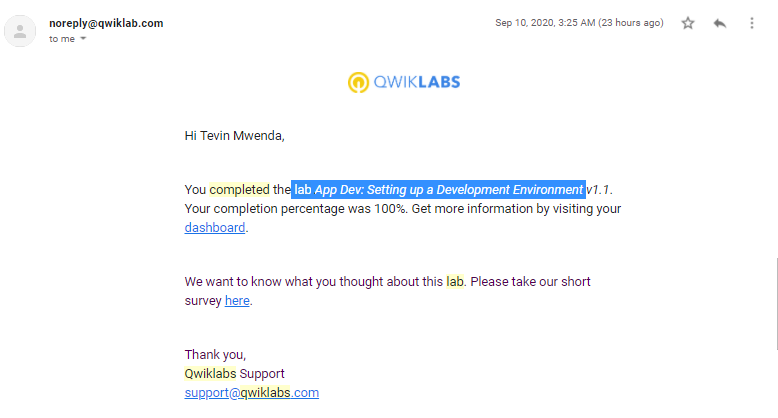 noreply@qwiklab.com
Sep 10, 2020, 3:25 AM (23 hours ago)
to me
QWIKLABS
Hi Tevin Mwenda,
You completed the lab App Dev: Setting up a Development Environment v1.1.
Your completion percentage was 100%. Get more information by visiting your
dashboard.
We want to know what you thought about this lab. Please take our short
survey here.
Thank you,
Qwiklabs Support
support@qwiklabs.com